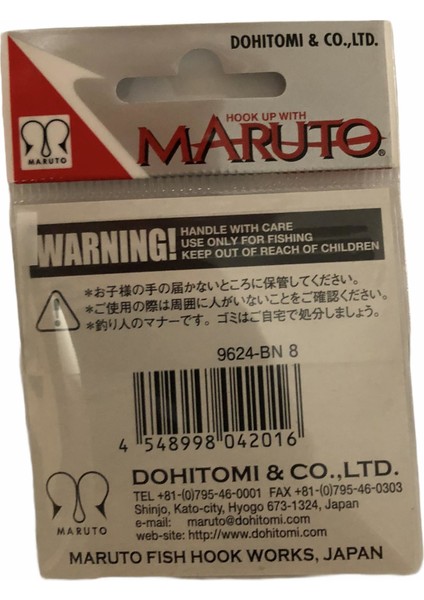 DOHITOMI & CO.,LTD.
HOOK UP WITH
MARUTO®
MARUTO
WARNING!
HANDLE WITH CARE
USE ONLY FOR FISHING
KEEP OUT OF REACH OF CHILDREN
*お子様の手の届かないところに保管してください。
*ご使用の際は周囲に人がいないことをご確認ください。
*釣り人のマナーです。ゴミはご自宅で処分しましょう。
9624-BN 8
4 548998 042016
DOHITOMI & CO.,LTD.
TEL +81-(0)795-46-0001 FAX +81-(0)795-46-0303
Shinjo, Kato-city, Hyogo 673-1324, Japan
e-mail: maruto@dohitomi.com
web-site: http://www.dohitomi.com
MARUTO
MARUTO FISH HOOK WORKS, JAPAN